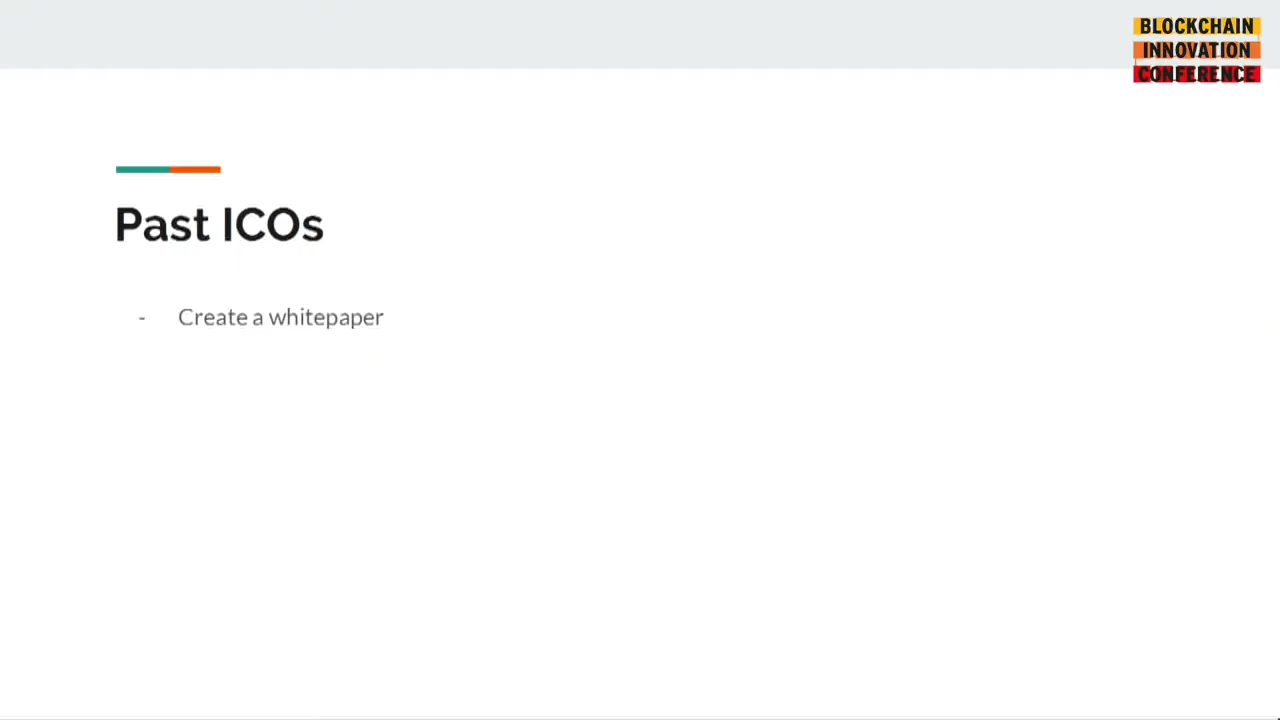 BLOCKCHAIN
INNOVATION
CONFERENCE
Past ICOs
- Create a whitepaper